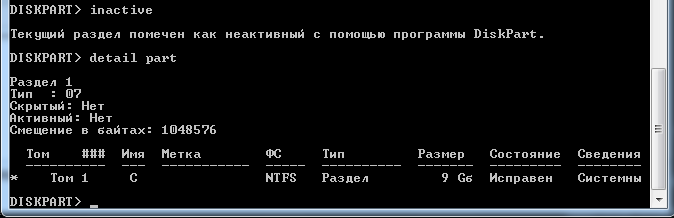 DISKPART> inactive
Текущий раздел помечен как неактивный с помощью программы DiskPart.
DISKPART> detail part
Раздел 1
Тип : 07
Скрытый: Нет
Активный: Нет
Смещение в байтах: 1048576
Том ### Имя Метка ФС Тип Размер Состояние Сведения
---------- --- ----------- ----- ---------- ------- --------- --------
* Том 1 C NTFS Раздел 9 Gб Исправен Системны
DISKPART> _